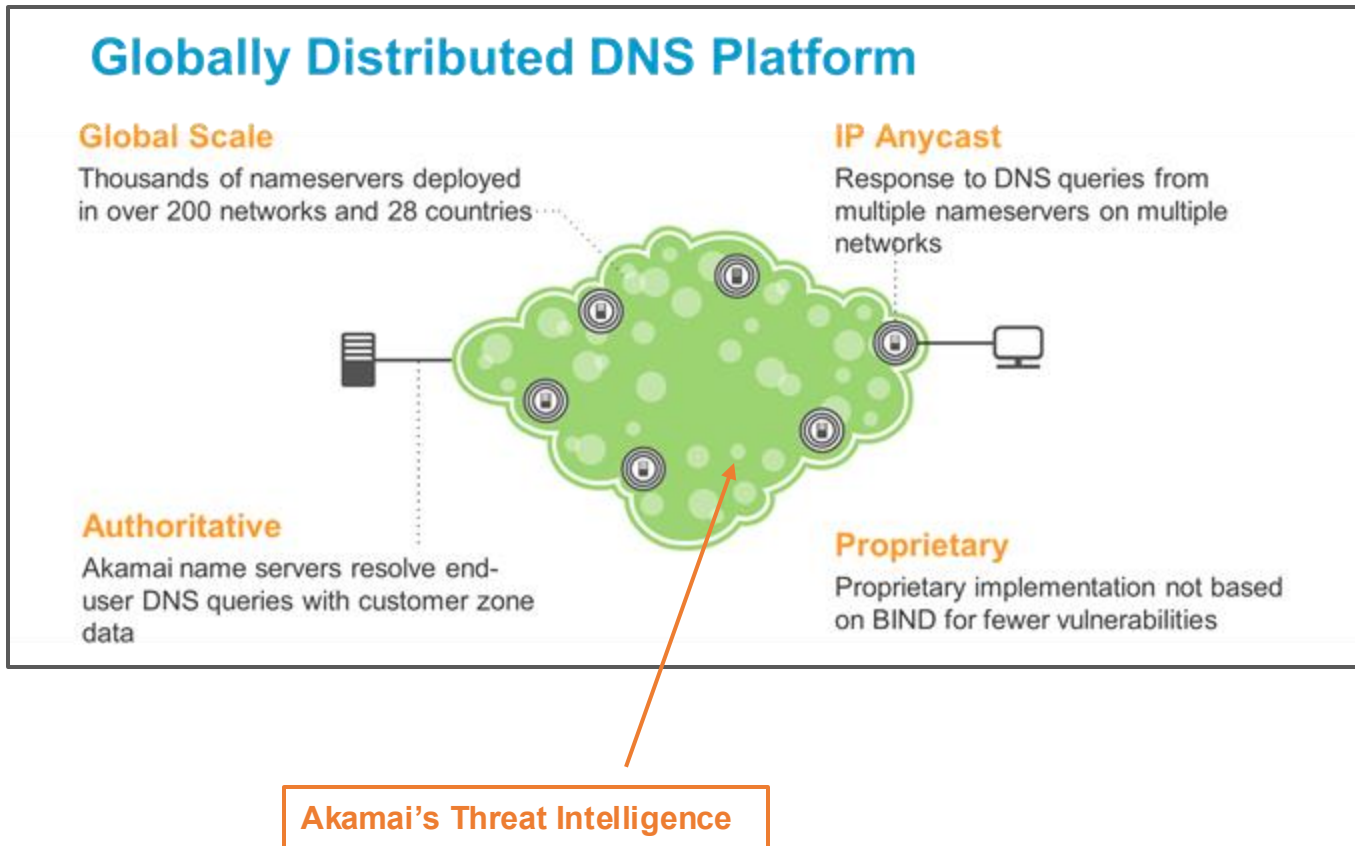 Globally Distributed DNS Platform
Global Scale
Thousands of nameservers deployed
in over 200 networks and 28 countries
IP Anycast
Response to DNS queries from
multiple nameservers on multiple
networks
Authoritative
Akamai name servers resolve end-
user DNS queries with customer zone
data
Proprietary
Proprietary implementation not based
on BIND for fewer vulnerabilities
Akamai’s Threat Intelligence